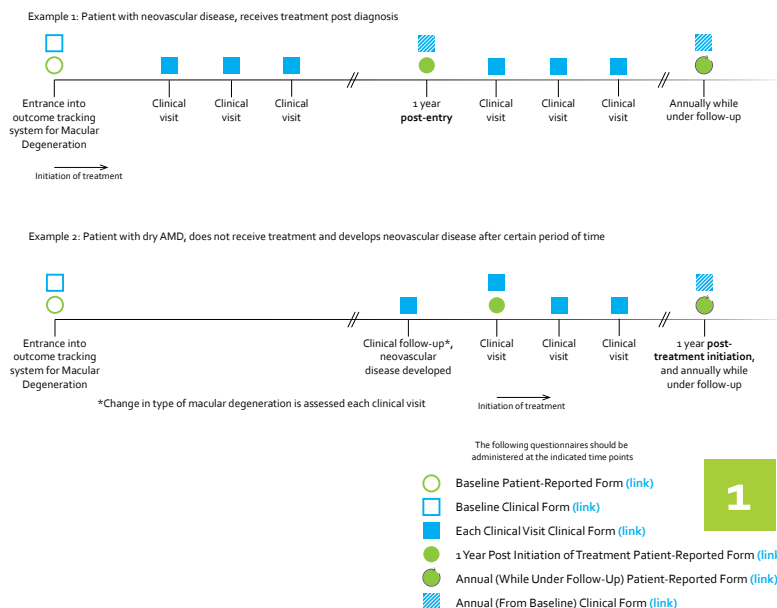 Example 1: Patient with neovascular disease, receives treatment post diagnosis
Entrance into
outcome tracking
system for Macular
Degeneration
Clinical
visit
Clinical
visit
Clinical
visit
1 year
post-entry
Clinical
visit
Clinical
visit
Clinical
visit
Annually while
under follow-up
Initiation of treatment
Example 2: Patient with dry AMD, does not receive treatment and develops neovascular disease after certain period of time
Entrance into
outcome tracking
system for Macular
Degeneration
Clinical follow-up*,
neovascular
disease developed
Clinical
visit
Clinical
visit
Clinical
visit
1 year post-
treatment initiation,
and annually while
under follow-up
*Change in type of macular degeneration is assessed each clinical visit
Initiation of treatment
The following questionnaires should be
administered at the indicated time points
Baseline Patient-Reported Form (link)
Baseline Clinical Form (link)
Each Clinical Visit Clinical Form (link)
1 Year Post Initiation of Treatment Patient-Reported Form (link
Annual (While Under Follow-Up) Patient-Reported Form (link)
Annual (From Baseline) Clinical Form (link)
1